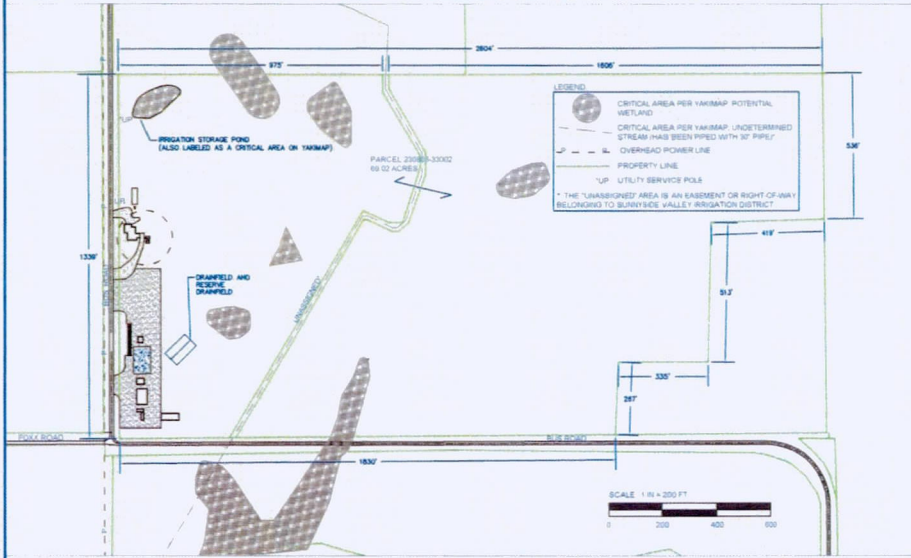 2604'
975'
1606'
LEGEND
CRITICAL AREA PER YAKIMAP: POTENTIAL
WETLAND
CRITICAL AREA PER YAKIMAP: UNDETERMINED
STREAM (HAS BEEN PIPED WITH 30" PIPE)
OVERHEAD POWER LINE
PROPERTY LINE
°UP UTILITY SERVICE POLE
* THE "UNASSIGNED" AREA IS AN EASEMENT OR RIGHT-OF-WAY
BELONGING TO SUNNYSIDE VALLEY IRRIGATION DISTRICT
536'
°UP
IRRIGATION STORAGE POND
(ALSO LABELED AS A CRITICAL AREA ON YAKIMAP)
PARCEL
69.02 ACRES
419'
1339'
DRAINFIELD AND
RESERVE
DRAINFIELD
UNASSIGNED*
513'
335'
267'
ROAD
ROAD
1830'
SCALE 1 IN = 200 FT
0 200 400 600